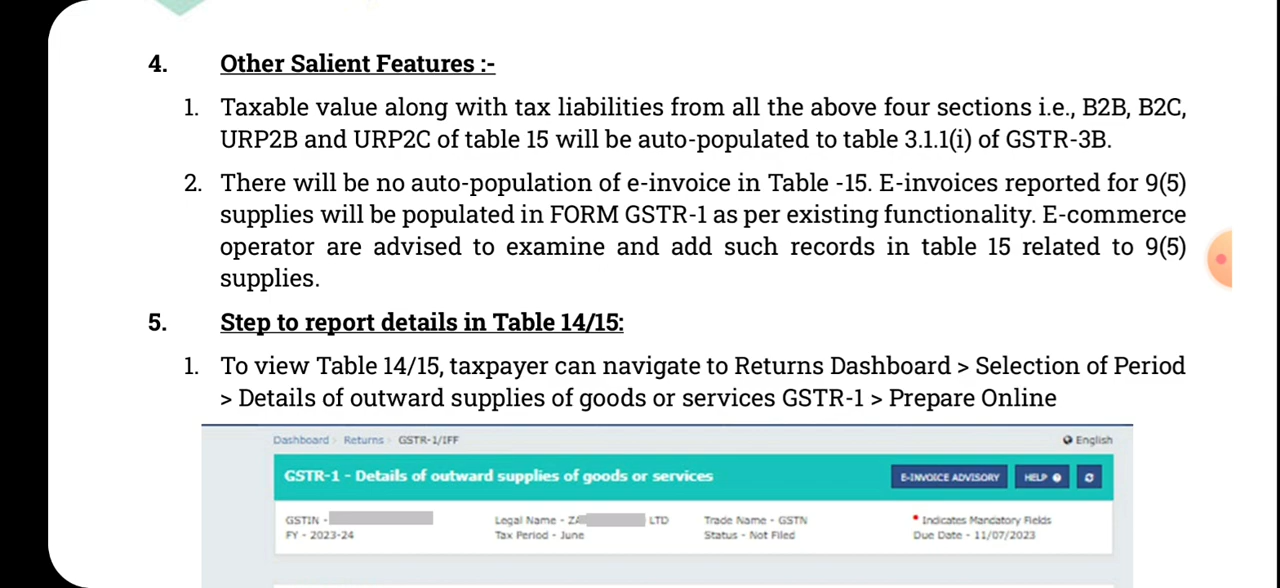 4. Other Salient Features :-
1. Taxable value along with tax liabilities from all the above four sections i.e., B2B, B2C,
URP2B and URP2C of table 15 will be auto-populated to table 3.1.1(i) of GSTR-3B.
2. There will be no auto-population of e-invoice in Table -15. E-invoices reported for 9(5)
supplies will be populated in FORM GSTR-1 as per existing functionality. E-commerce
operator are advised to examine and add such records in table 15 related to 9(5)
supplies.
5. Step to report details in Table 14/15:
1. To view Table 14/15, taxpayer can navigate to Returns Dashboard > Selection of Period
> Details of outward supplies of goods or services GSTR-1 > Prepare Online
Dashboard > Returns > GSTR-1/IFF English
GSTR-1 - Details of outward supplies of goods or services E-INVOICE ADVISORY HELP
GSTIN - Legal Name - ZA LTD Trade Name - GSTN • Indicates Mandatory Fields
FY - 2023-24 Tax Period - June Status - Not Filed Due Date - 11/07/2023